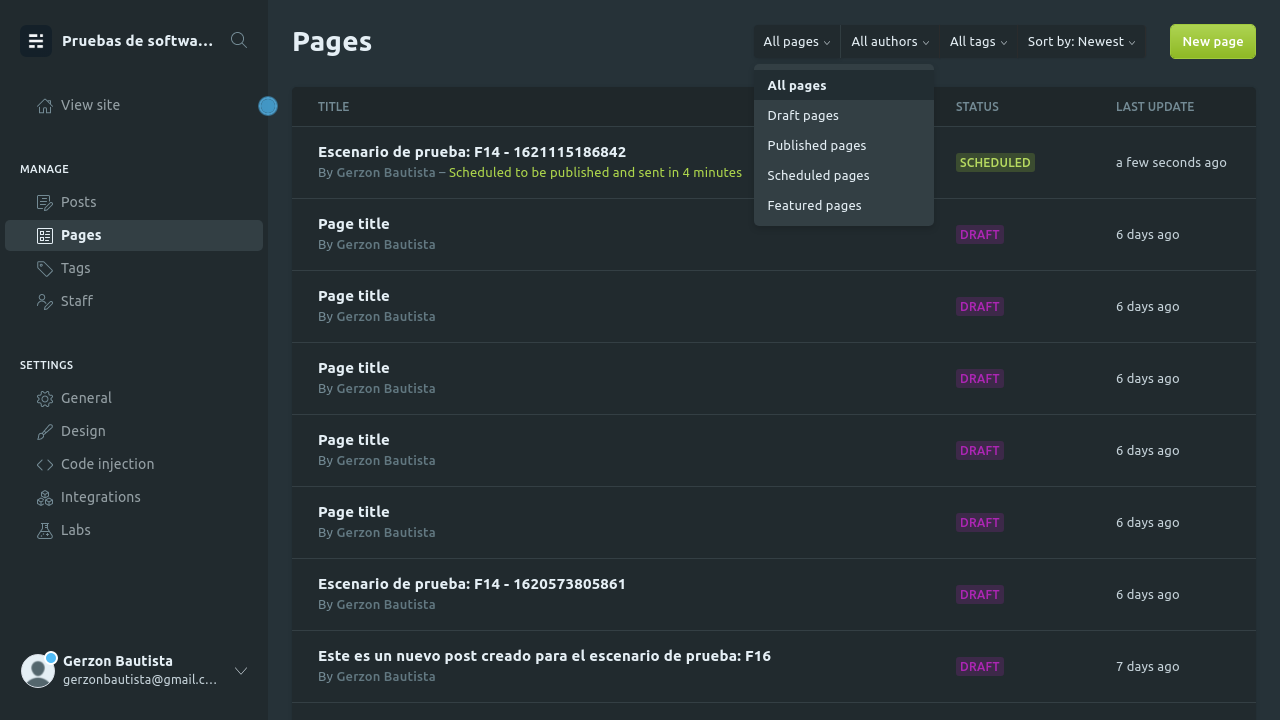 Pruebas de softwa...
View site
MANAGE
Posts
Pages
Tags
Staff
SETTINGS
General
Design
Code injection
Integrations
Labs
Gerzon Bautista
gerzonbautista@gmail.c...
Pages
All pages
All authors
All tags
Sort by: Newest
New page
All pages
Draft pages
Published pages
Scheduled pages
Featured pages
TITLE
STATUS
LAST UPDATE
Escenario de prueba: F14 - 1621115186842
By Gerzon Bautista – Scheduled to be published and sent in 4 minutes
SCHEDULED
a few seconds ago
Page title
By Gerzon Bautista
DRAFT
6 days ago
Page title
By Gerzon Bautista
DRAFT
6 days ago
Page title
By Gerzon Bautista
DRAFT
6 days ago
Page title
By Gerzon Bautista
DRAFT
6 days ago
Page title
By Gerzon Bautista
DRAFT
6 days ago
Escenario de prueba: F14 - 1620573805861
By Gerzon Bautista
DRAFT
6 days ago
Este es un nuevo post creado para el escenario de prueba: F16
By Gerzon Bautista
DRAFT
7 days ago